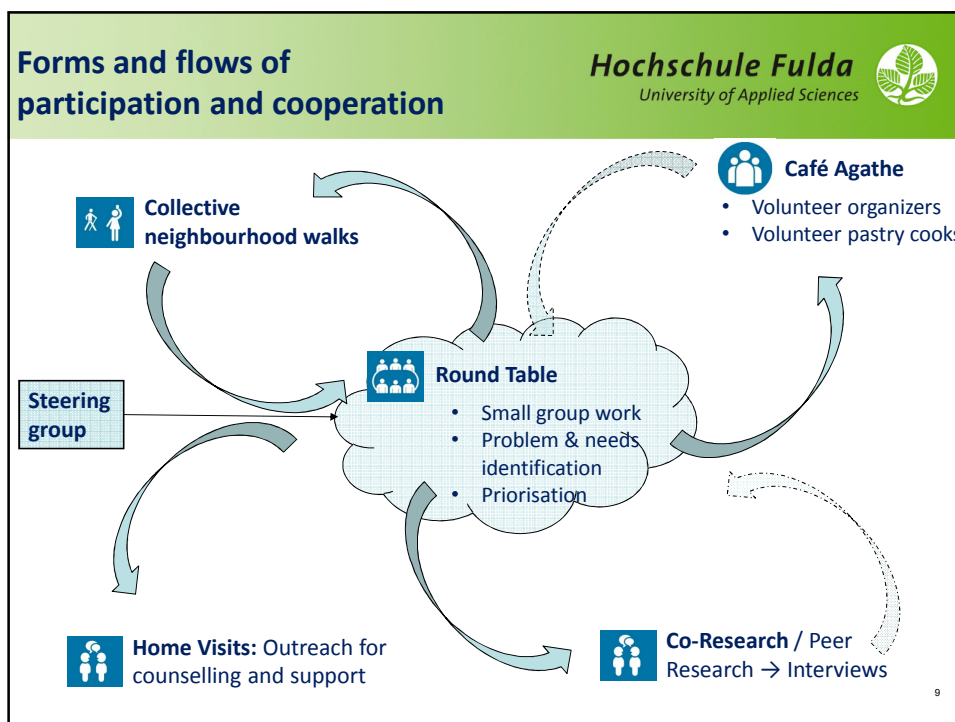 Forms and flows of
participation and cooperation
Hochschule Fulda
University of Applied Sciences
Collective
neighbourhood walks
Café Agathe
• Volunteer organizers
• Volunteer pastry cooks
Round Table
• Small group work
• Problem & needs
identification
• Priorisation
Steering
group
Home Visits: Outreach for
counselling and support
Co-Research / Peer
Research → Interviews
9